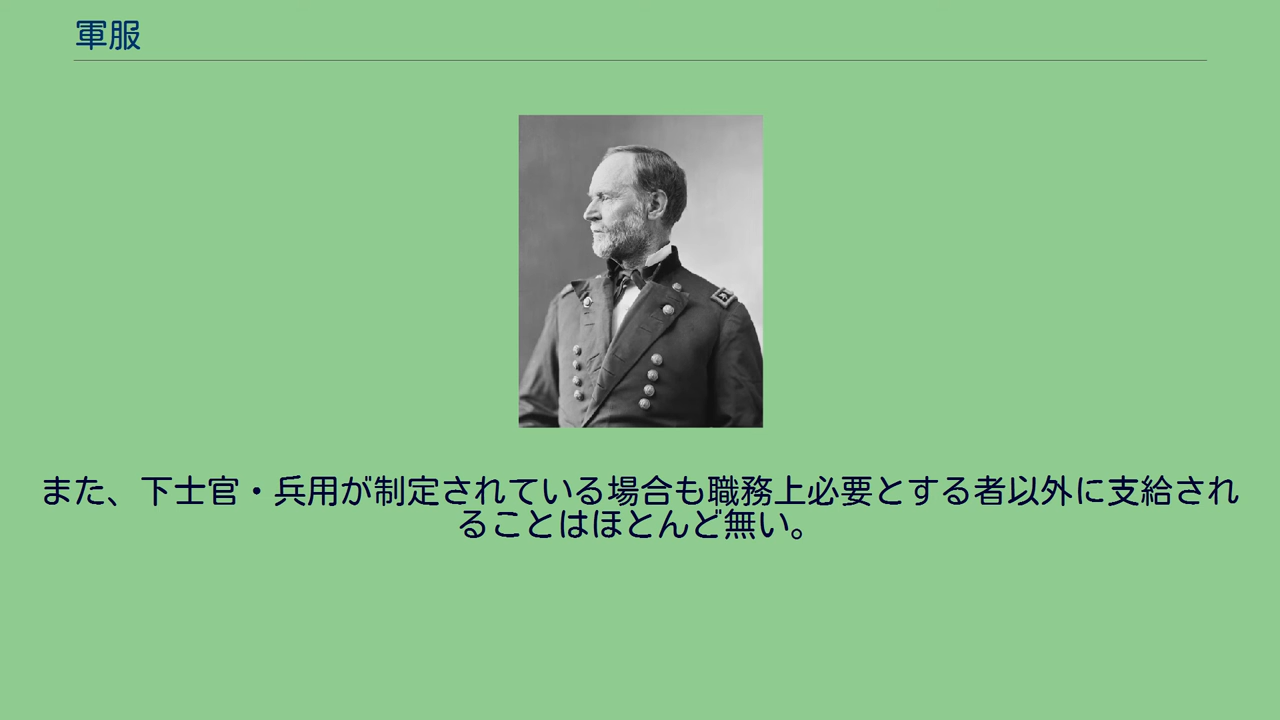 軍服
また、下士官・兵用が制定されている場合も職務上必要とする者以外に支給され
ることはほとんど無い。